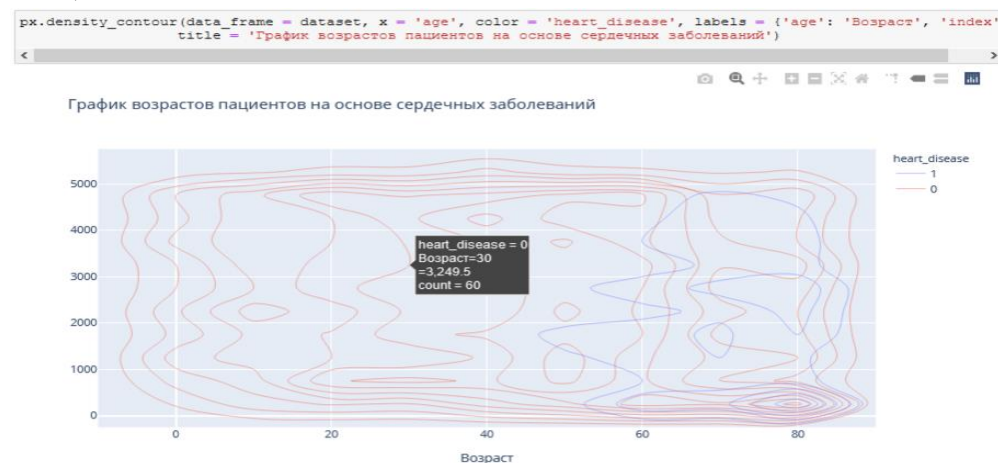 px.density_contour(data_frame = dataset, x = 'age', color = 'heart_disease', labels = {'age': 'Возраст', 'index'
title = 'График возрастов пациентов на основе сердечных заболеваний')
График возрастов пациентов на основе сердечных заболеваний
heart_disease
1
0
5000
4000
3000
2000
1000
0
heart_disease = 0
Возраст=30
=3,249.5
count = 60
0
20
40
60
80
Возраст